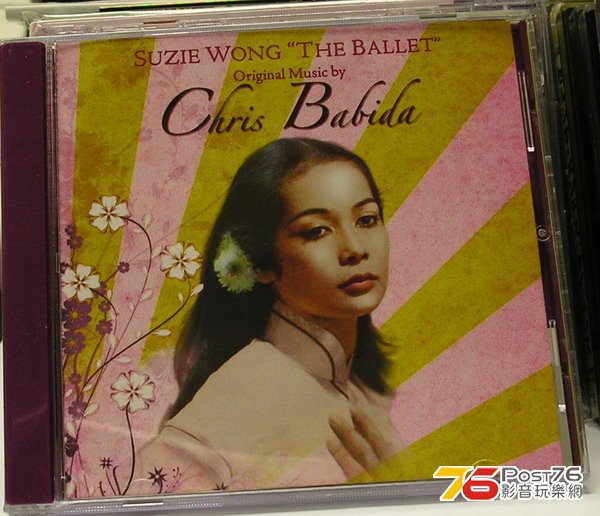 SUZIE WONG "THE BALLET"
Original Music by
Chris Babida
76 POST76
影音玩樂網